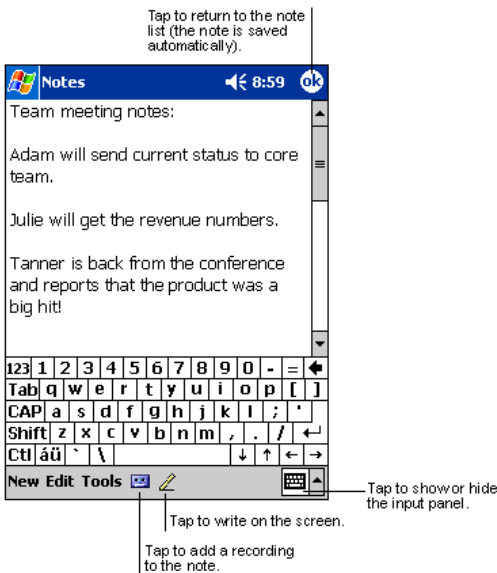 Tap to return to the note
list (the note is saved
automatically).
Notes 8:59 ok
Team meeting notes:
Adam will send current status to core
team.
Julie will get the revenue numbers.
Tanner is back from the conference
and reports that the product was a
big hit!
123 1 2 3 4 5 6 7 8 9 0 - =
Tab q w e r t y u i o p [ ]
CAP a s d f g h j k l ; '
Shift z x c v b n m , . /
Ctl áü ` \ ↓ ↑ ← →
New Edit Tools
Tap to show or hide
the input panel.
Tap to write on the screen.
Tap to add a recording
to the note.